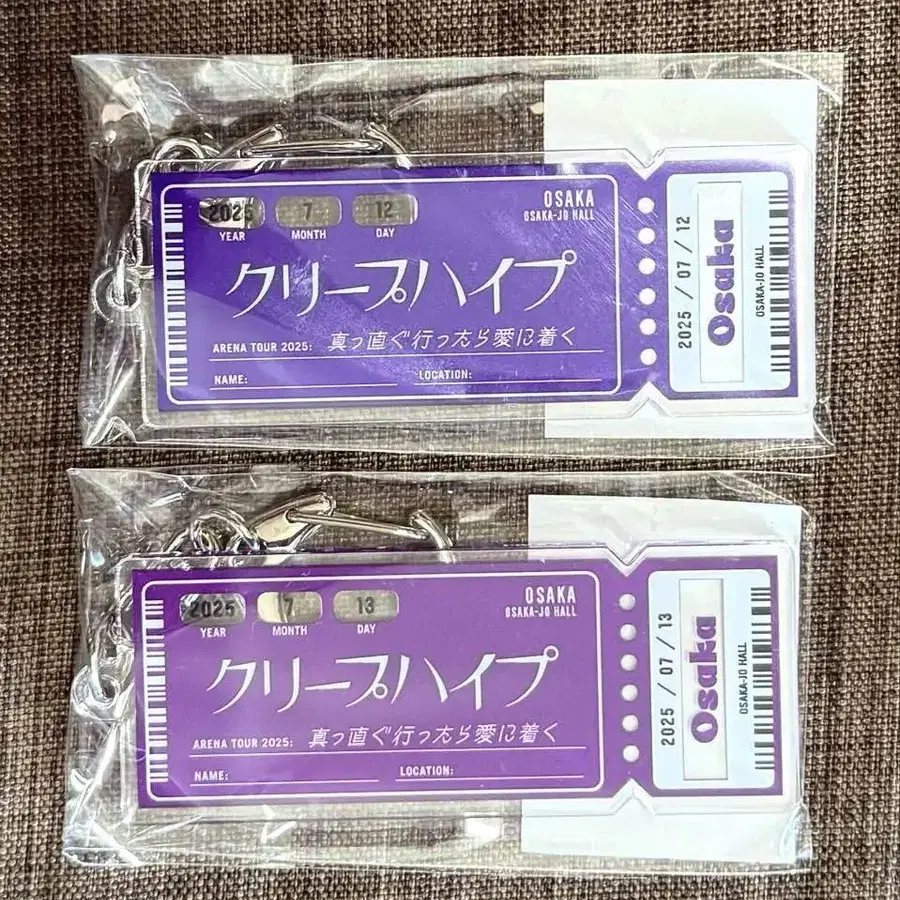 2025 7 12
YEAR MONTH DAY
OSAKA
OSAKA-JO HALL
クリープハイプ
ARENA TOUR 2025: 真っ直ぐ行ったら愛に着く
NAME: LOCATION:
2025 / 07 / 12
Osaka
OSAKA-JO HALL
2025 7 13
YEAR MONTH DAY
OSAKA
OSAKA-JO HALL
クリープハイプ
ARENA TOUR 2025: 真っ直ぐ行ったら愛に着く
NAME: LOCATION:
2025 / 07 / 13
Osaka
OSAKA-JO HALL